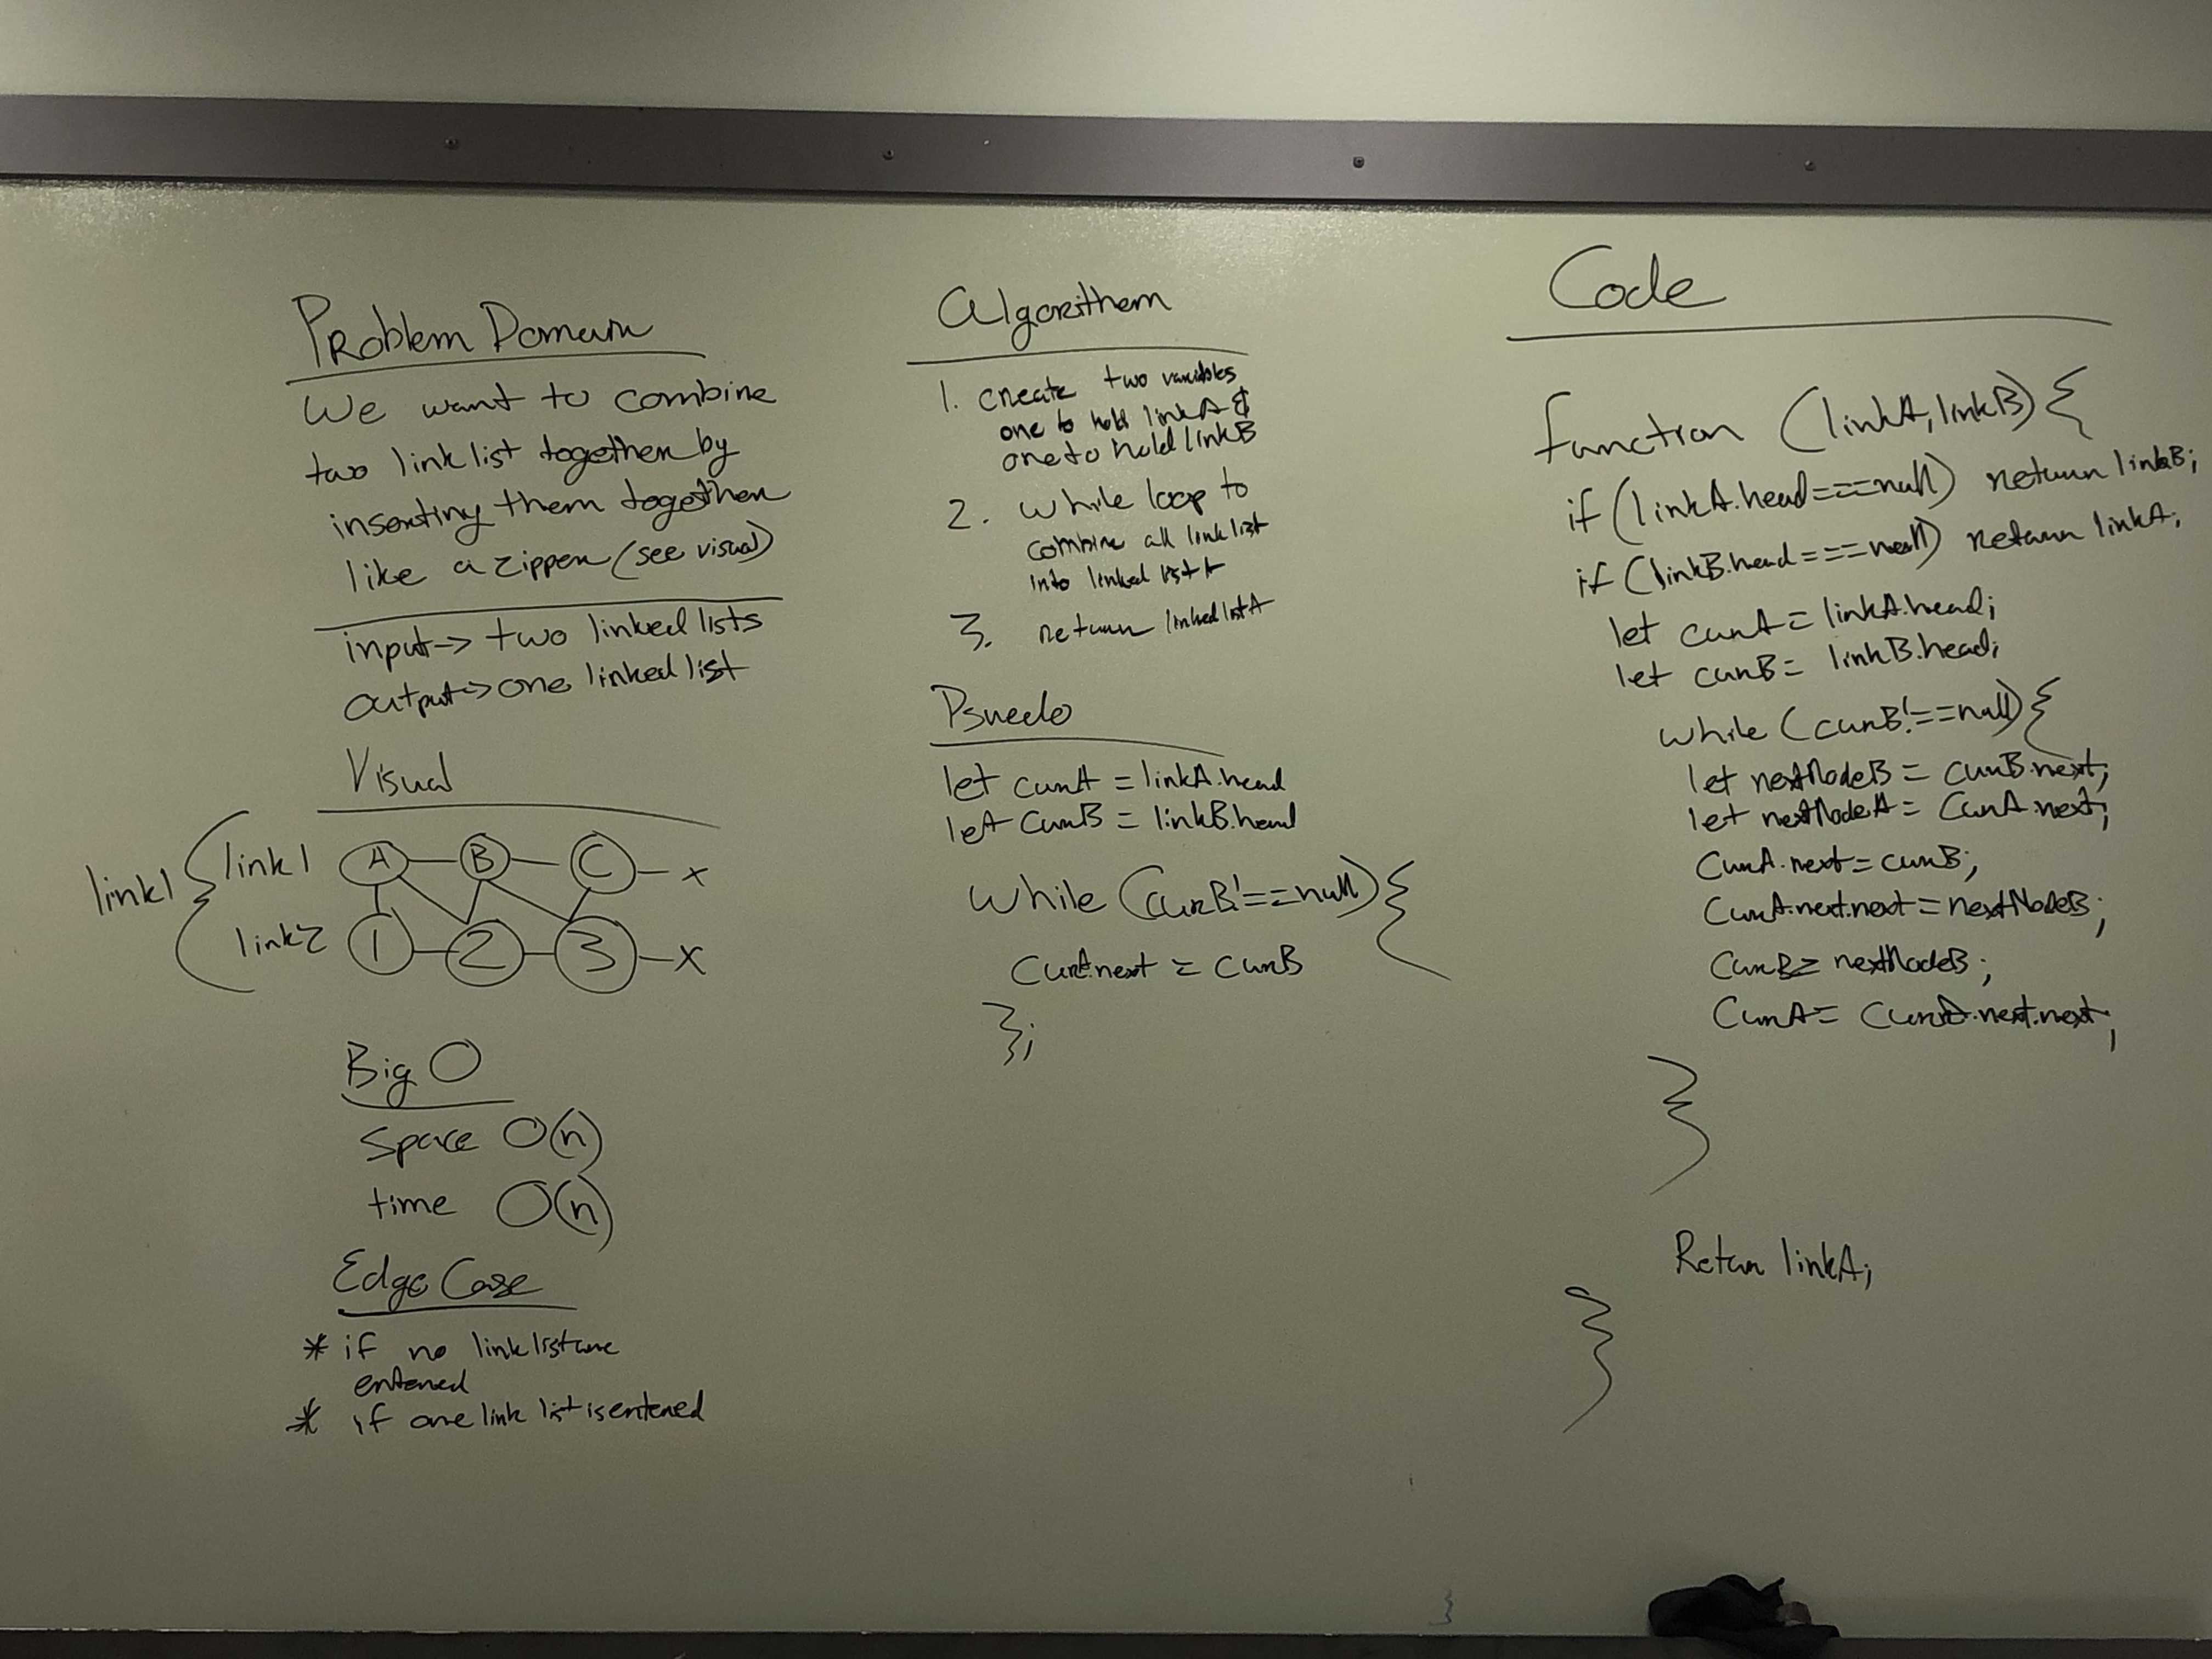 Problem Domain
We want to combine
two link list together by
inserting them together
like a zipper (see visual)
input -> two linked lists
output -> one linked list
Visual
link1 { link1 A B C x
link2 1 2 3 x
Big O
Space O(n)
time O(n)
Edge Case
* if no link list are
entered
* if one link list is entered
Algorithem
1. create two variables
one to hold linkA &
one to hold linkB
2. while loop to
combine all link list
into linked list A
3. return linked list A
Psuedo
let curA = linkA.head
let curB = linkB.head
while (curB !== null) {
curA.next = curB
};
Code
function (linkA, linkB) {
if (linkA.head === null) return linkB;
if (linkB.head === null) return linkA;
let curA = linkA.head;
let curB = linkB.head;
while (curB !== null) {
let nextNodeB = curB.next;
let nextNodeA = curA.next;
CurA.next = curB;
CurA.next.next = nextNodeB;
CurB = nextNodeB;
CurA = CurA.next.next;
}
Return linkA;
}